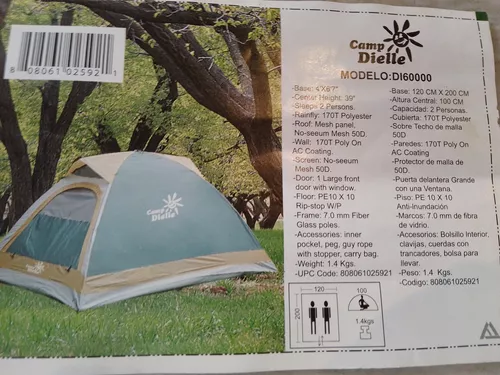 8 08061 02592 1
Camp
Dielle
Camp
Dielle
Camp
Dielle
MODELO:DI60000
-Base: 4'X6'7"
-Center Height: 39"
-Sleeps 2 Persons.
-Rainfly: 170T Polyester
-Roof: Mesh panel,
No-seeum Mesh 50D.
-Wall: 170T Poly On
AC Coating.
-Screen: No-seeum
Mesh 50D.
-Door: 1 Large front
door with window.
-Floor: PE10 X 10
Rip-stop W/P
-Frame: 7.0 mm Fiber
Glass poles.
-Accessories: inner
pocket, peg, guy rope
with stopper, carry bag.
-Weight: 1.4 Kgs.
-UPC Code: 808061025921
-Base: 120 CM X 200 CM
-Altura Central: 100 CM
-Capacidad: 2 Personas.
-Cubierta: 170T Polyester
-Sobre Techo de malla
50D
-Paredes: 170T Poly On
AC Coating
-Protector de malla de
50D.
-Puerta delantera Grande
con una Ventana.
-Piso: PE 10 X 10
Anti-Inundación
-Marcos: 7.0 mm de fibra
de vidrio.
-Accesorios: Bolsillo Interior,
clavijas, cuerdas con
trancadores, bolsa para
llevar.
-Peso: 1.4 Kgs.
-Codigo: 808061025921
120
200
100
1.4kgs